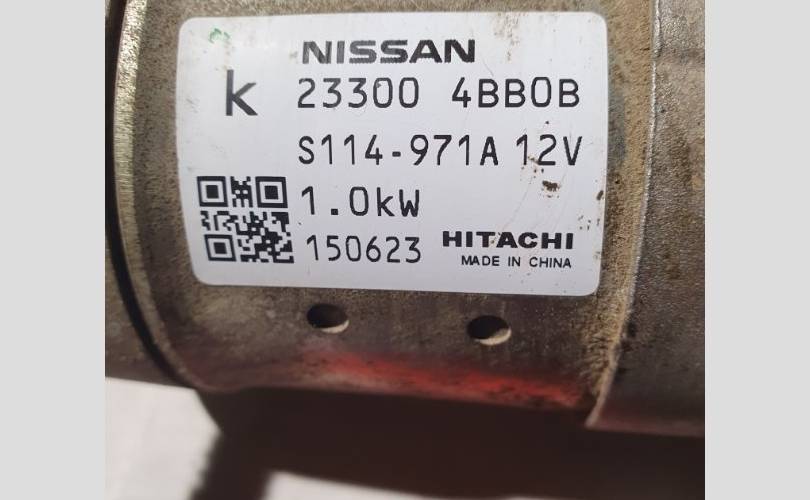 NISSAN
k 23300 4BB0B
S114-971A 12V
1.0kW
150623 HITACHI
MADE IN CHINA